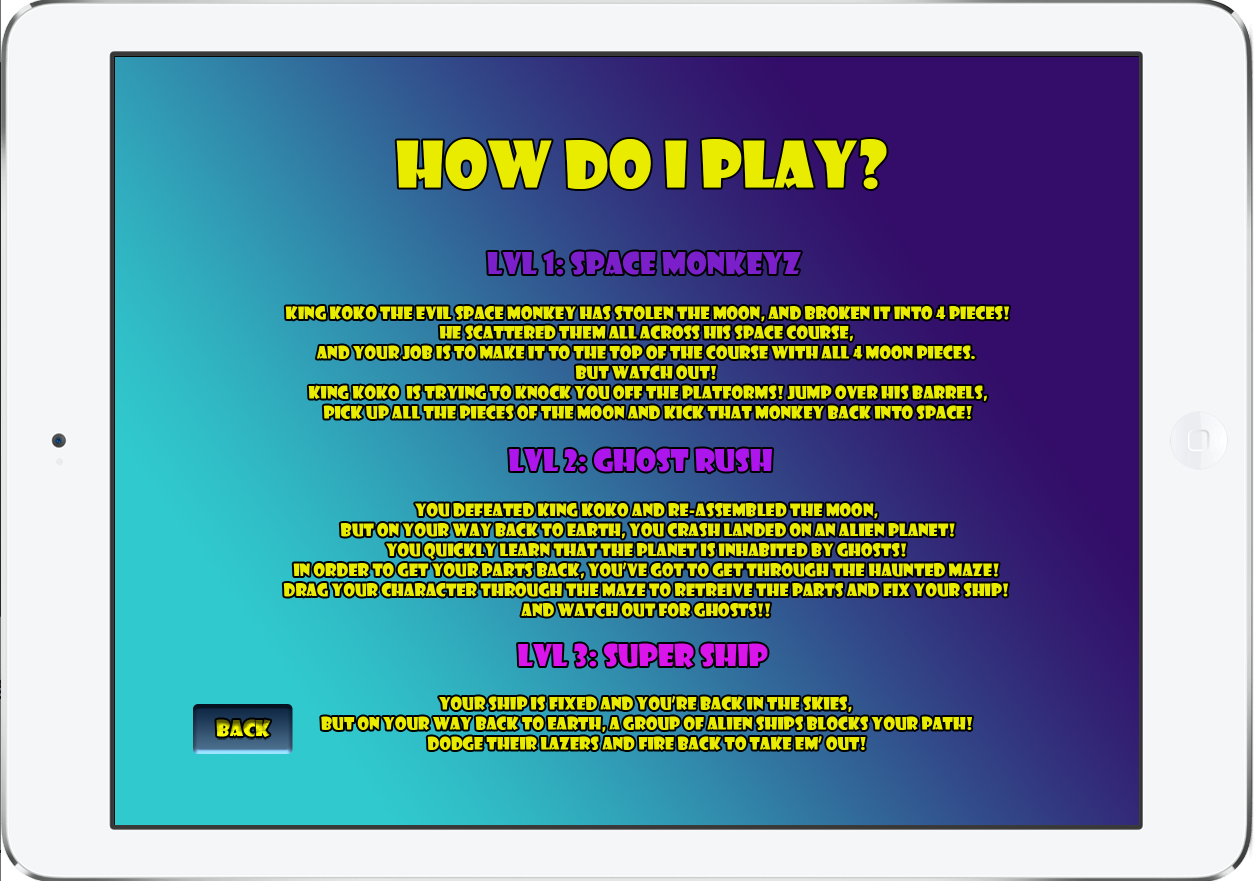 HOW DO I PLAY?
LVL 1: SPACE MONKEYZ
KING KOKO THE EVIL SPACE MONKEY HAS STOLEN THE MOON, AND BROKEN IT INTO 4 PIECES!
HE SCATTERED THEM ALL ACROSS HIS SPACE COURSE,
AND YOUR JOB IS TO MAKE IT TO THE TOP OF THE COURSE WITH ALL 4 MOON PIECES.
BUT WATCH OUT!
KING KOKO IS TRYING TO KNOCK YOU OFF THE PLATFORMS! JUMP OVER HIS BARRELS,
PICK UP ALL THE PIECES OF THE MOON AND KICK THAT MONKEY BACK INTO SPACE!
LVL 2: GHOST RUSH
YOU DEFEATED KING KOKO AND RE-ASSEMBLED THE MOON,
BUT ON YOUR WAY BACK TO EARTH, YOU CRASH LANDED ON AN ALIEN PLANET!
YOU QUICKLY LEARN THAT THE PLANET IS INHABITED BY GHOSTS!
IN ORDER TO GET YOUR PARTS BACK, YOU'VE GOT TO GET THROUGH THE HAUNTED MAZE!
DRAG YOUR CHARACTER THROUGH THE MAZE TO RETREIVE THE PARTS AND FIX YOUR SHIP!
AND WATCH OUT FOR GHOSTS!!
LVL 3: SUPER SHIP
YOUR SHIP IS FIXED AND YOU'RE BACK IN THE SKIES,
BUT ON YOUR WAY BACK TO EARTH, A GROUP OF ALIEN SHIPS BLOCKS YOUR PATH!
DODGE THEIR LAZERS AND FIRE BACK TO TAKE EM' OUT!
BACK